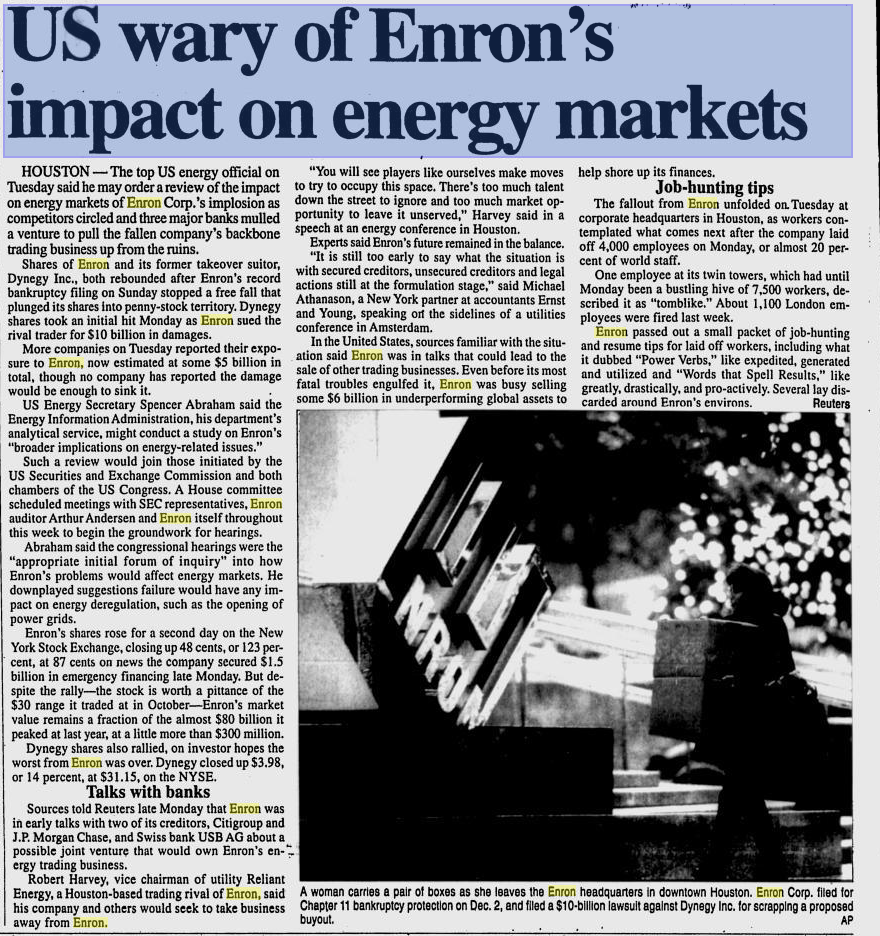 US wary of Enron's
impact on energy markets
HOUSTON — The top US energy official on
Tuesday said he may order a review of the impact
on energy markets of Enron Corp.'s implosion as
competitors circled and three major banks mulled
a venture to pull the fallen company's backbone
trading business up from the ruins.
Shares of Enron and its former takeover suitor,
Dynegy Inc., both rebounded after Enron's record
bankruptcy filing on Sunday stopped a free fall that
plunged its shares into penny-stock territory. Dynegy
shares took an initial hit Monday as Enron sued the
rival trader for $10 billion in damages.
More companies on Tuesday reported their expo-
sure to Enron, now estimated at some $5 billion in
total, though no company has reported the damage
would be enough to sink it.
US Energy Secretary Spencer Abraham said the
Energy Information Administration, his department's
analytical service, might conduct a study on Enron's
"broader implications on energy-related issues."
Such a review would join those initiated by the
US Securities and Exchange Commission and both
chambers of the US Congress. A House committee
scheduled meetings with SEC representatives, Enron
auditor Arthur Andersen and Enron itself throughout
this week to begin the groundwork for hearings.
Abraham said the congressional hearings were the
"appropriate initial forum of inquiry" into how
Enron's problems would affect energy markets. He
downplayed suggestions failure would have any im-
pact on energy deregulation, such as the opening of
power grids.
Enron's shares rose for a second day on the New
York Stock Exchange, closing up 48 cents, or 123 per-
cent, at 87 cents on news the company secured $1.5
billion in emergency financing late Monday. But de-
spite the rally—the stock is worth a pittance of the
$30 range it traded at in October—Enron's market
value remains a fraction of the almost $80 billion it
peaked at last year, at a little more than $300 million.
Dynegy shares also rallied, on investor hopes the
worst from Enron was over. Dynegy closed up $3.98,
or 14 percent, at $31.15, on the NYSE.
Talks with banks
Sources told Reuters late Monday that Enron was
in early talks with two of its creditors, Citigroup and
J.P. Morgan Chase, and Swiss bank USB AG about a
possible joint venture that would own Enron's en-
ergy trading business.
Robert Harvey, vice chairman of utility Reliant
Energy, a Houston-based trading rival of Enron, said
his company and others would seek to take business
away from Enron.
"You will see players like ourselves make moves
to try to occupy this space. There's too much talent
down the street to ignore and too much market op-
portunity to leave it unserved," Harvey said in a
speech at an energy conference in Houston.
Experts said Enron's future remained in the balance.
"It is still too early to say what the situation is
with secured creditors, unsecured creditors and legal
actions still at the formulation stage," said Michael
Athanason, a New York partner at accountants Ernst
and Young, speaking on the sidelines of a utilities
conference in Amsterdam.
In the United States, sources familiar with the situ-
ation said Enron was in talks that could lead to the
sale of other trading businesses. Even before its most
fatal troubles engulfed it, Enron was busy selling
some $6 billion in underperforming global assets to
help shore up its finances.
Job-hunting tips
The fallout from Enron unfolded on Tuesday at
corporate headquarters in Houston, as workers con-
templated what comes next after the company laid
off 4,000 employees on Monday, or almost 20 per-
cent of world staff.
One employee at its twin towers, which had until
Monday been a bustling hive of 7,500 workers, de-
scribed it as "tomblike." About 1,100 London em-
ployees were fired last week.
Enron passed out a small packet of job-hunting
and resume tips for laid off workers, including what
it dubbed "Power Verbs," like expedited, generated
and utilized and "Words that Spell Results," like
greatly, drastically, and pro-actively. Several lay dis-
carded around Enron's environs. Reuters
ENRON
A woman carries a pair of boxes as she leaves the Enron headquarters in downtown Houston. Enron Corp. filed for
Chapter 11 bankruptcy protection on Dec. 2, and filed a $10-billion lawsuit against Dynegy Inc. for scrapping a proposed
buyout. AP